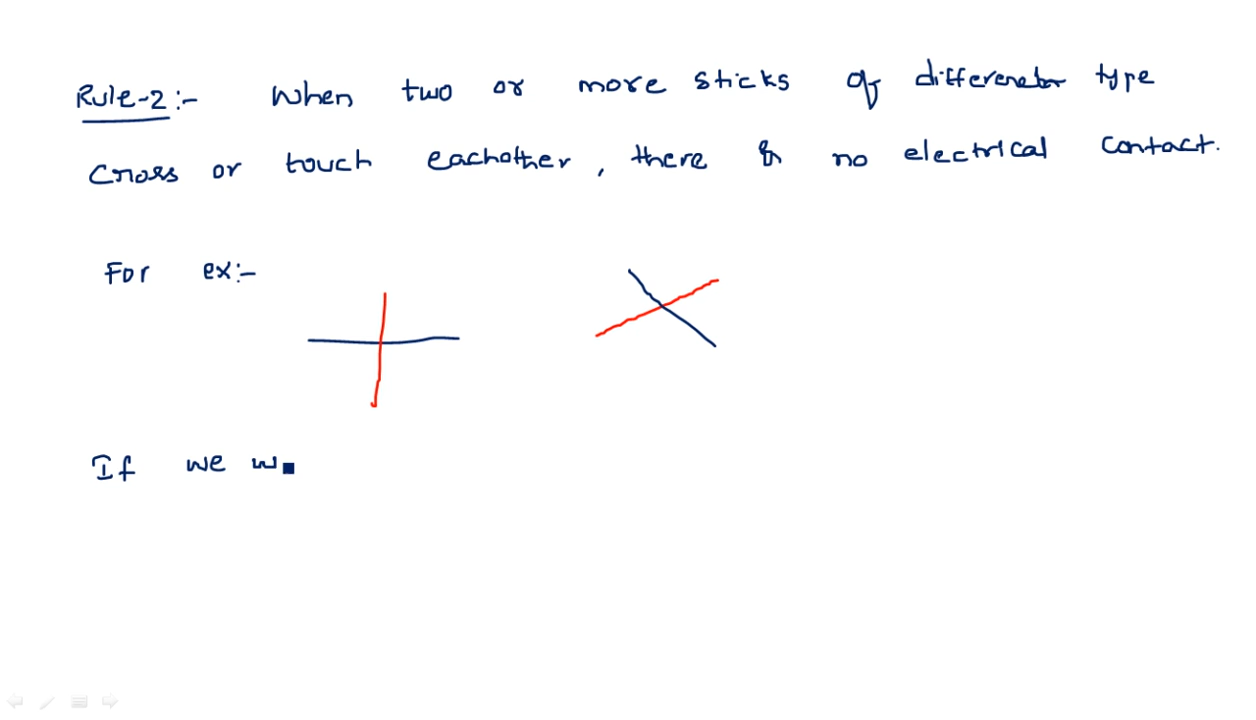 Rule-2:- When two or more sticks of different type
cross or touch eachother, there is no electrical contact.
For ex:-
If we w